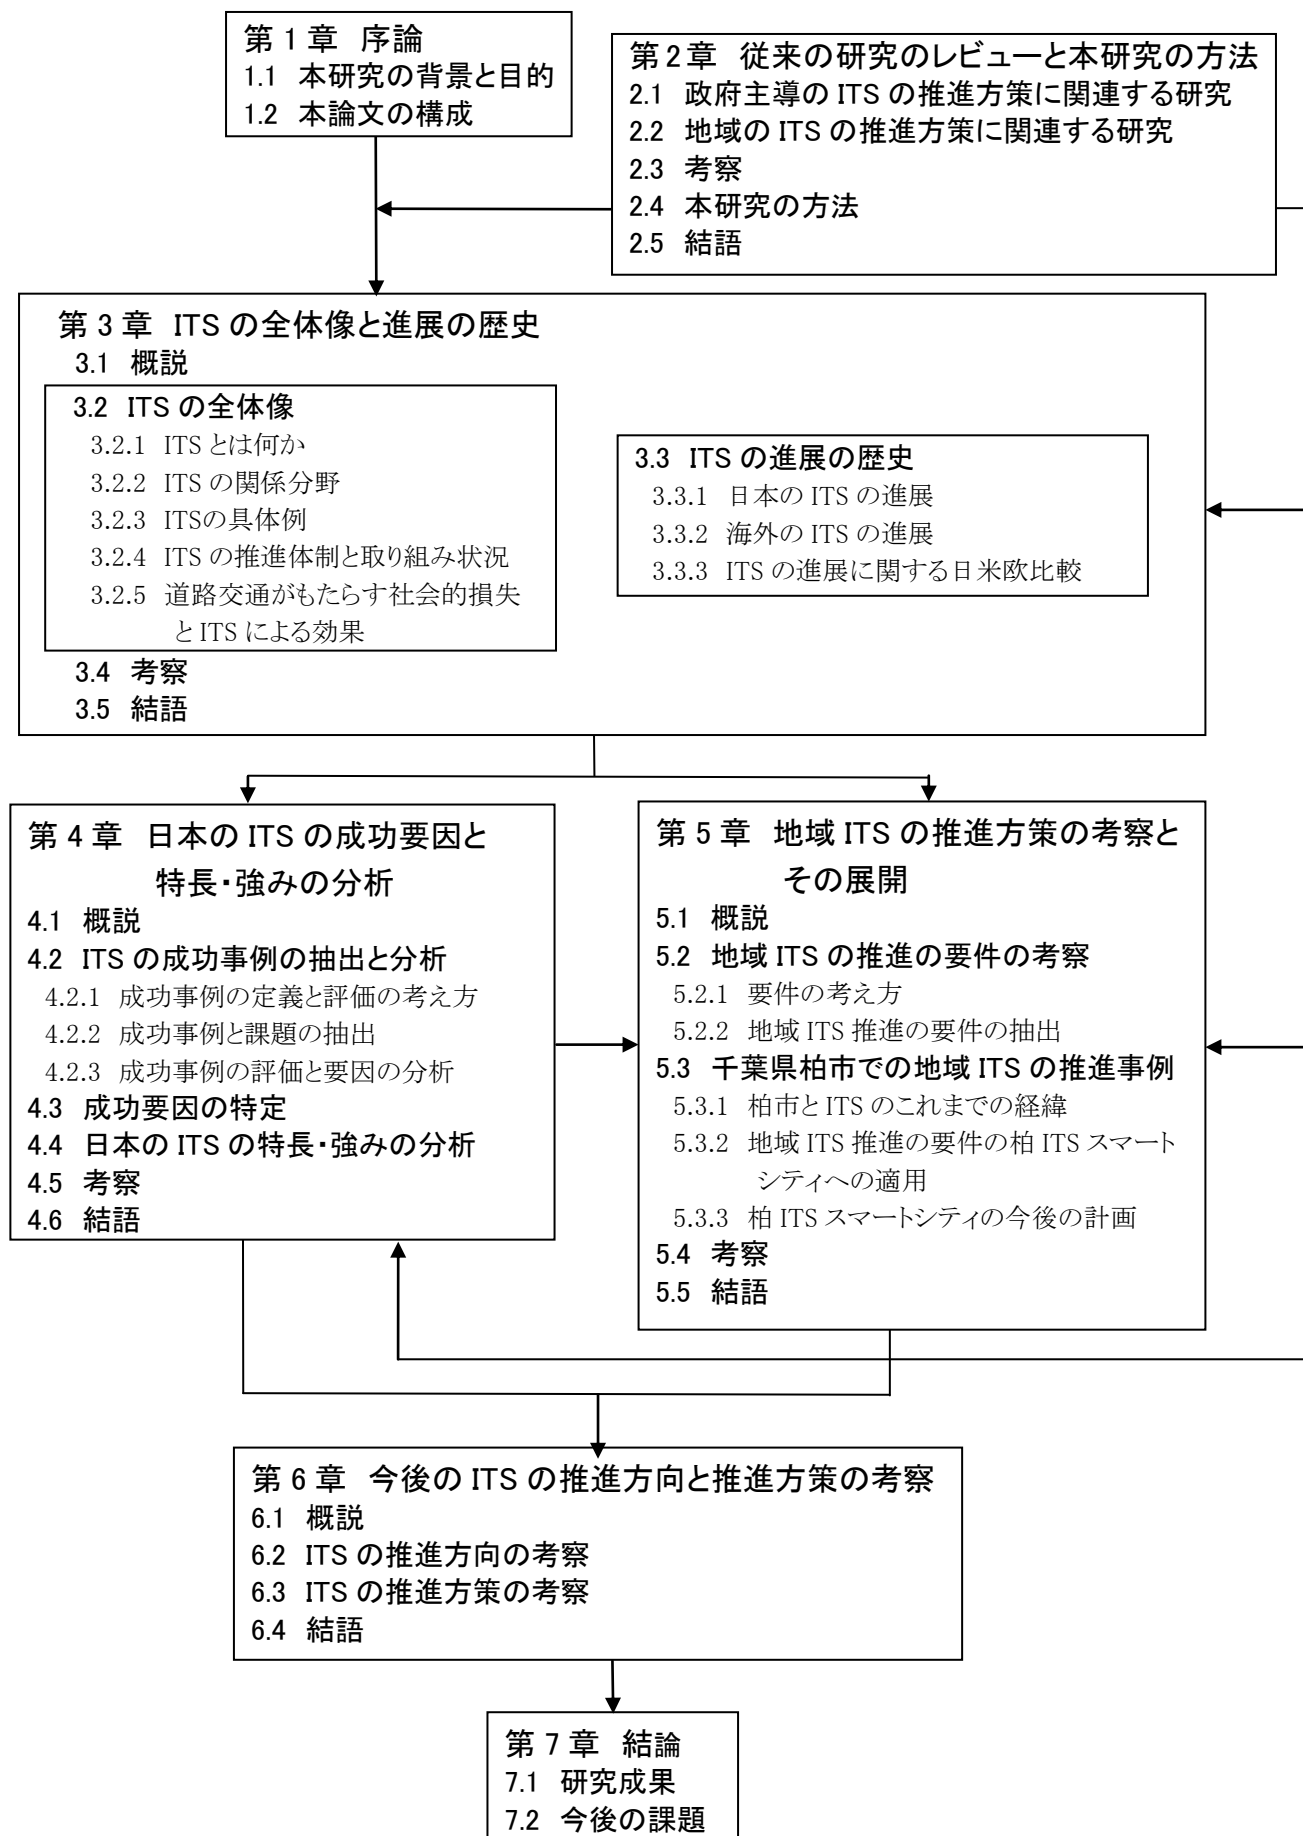 第 1 章 序論
1.1 本研究の背景と目的
1.2 本論文の構成
第 2 章 従来の研究のレビューと本研究の方法
2.1 政府主導の ITS の推進方策に関連する研究
2.2 地域の ITS の推進方策に関連する研究
2.3 考察
2.4 本研究の方法
2.5 結語
第 3 章 ITS の全体像と進展の歴史
3.1 概説
3.2 ITS の全体像
3.2.1 ITS とは何か
3.2.2 ITS の関係分野
3.2.3 ITSの具体例
3.2.4 ITS の推進体制と取り組み状況
3.2.5 道路交通がもたらす社会的損失
と ITS による効果
3.3 ITS の進展の歴史
3.3.1 日本の ITS の進展
3.3.2 海外の ITS の進展
3.3.3 ITS の進展に関する日米欧比較
3.4 考察
3.5 結語
第 4 章 日本の ITS の成功要因と
特長・強みの分析
4.1 概説
4.2 ITS の成功事例の抽出と分析
4.2.1 成功事例の定義と評価の考え方
4.2.2 成功事例と課題の抽出
4.2.3 成功事例の評価と要因の分析
4.3 成功要因の特定
4.4 日本の ITS の特長・強みの分析
4.5 考察
4.6 結語
第 5 章 地域 ITS の推進方策の考察と
その展開
5.1 概説
5.2 地域 ITS の推進の要件の考察
5.2.1 要件の考え方
5.2.2 地域 ITS 推進の要件の抽出
5.3 千葉県柏市での地域 ITS の推進事例
5.3.1 柏市と ITS のこれまでの経緯
5.3.2 地域 ITS 推進の要件の柏 ITS スマート
シティへの適用
5.3.3 柏 ITS スマートシティの今後の計画
5.4 考察
5.5 結語
第 6 章 今後の ITS の推進方向と推進方策の考察
6.1 概説
6.2 ITS の推進方向の考察
6.3 ITS の推進方策の考察
6.4 結語
第 7 章 結論
7.1 研究成果
7.2 今後の課題